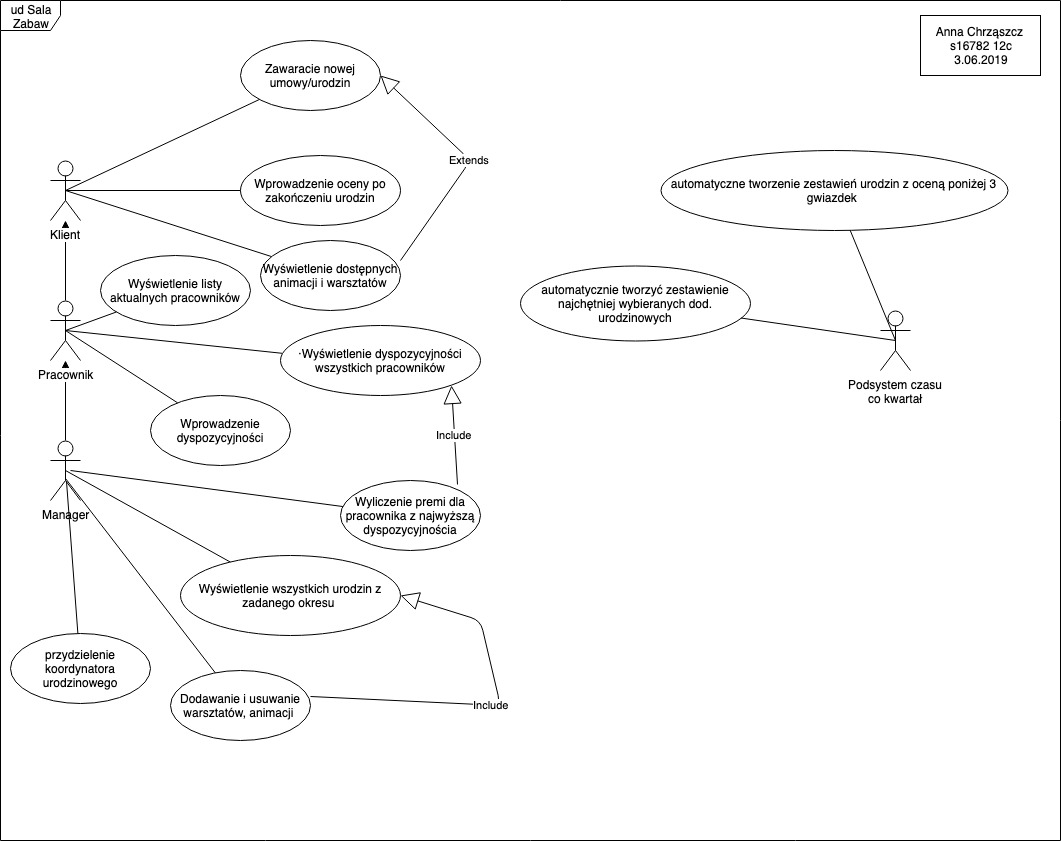 ud Sala
Zabaw
Anna Chrząszcz
s16782 12c
3.06.2019
Zawaracie nowej
umowy/urodzin
Extends
Wprowadzenie oceny po
zakończeniu urodzin
automatyczne tworzenie zestawień urodzin z oceną poniżej 3
gwiazdek
Klient
Wyświetlenie dostępnych
animacji i warsztatów
Wyświetlenie listy
aktualnych pracowników
automatycznie tworzyć zestawienie
najchętniej wybieranych dod.
urodzinowych
·Wyświetlenie dyspozycyjności
wszystkich pracowników
Pracownik
Podsystem czasu
co kwartał
Wprowadzenie
dyspozycyjności
Include
Manager
Wyliczenie premi dla
pracownika z najwyższą
dyspozycyjnościa
Wyświetlenie wszystkich urodzin z
zadanego okresu
przydzielenie
koordynatora
urodzinowego
Dodawanie i usuwanie
warsztatów, animacji
Include